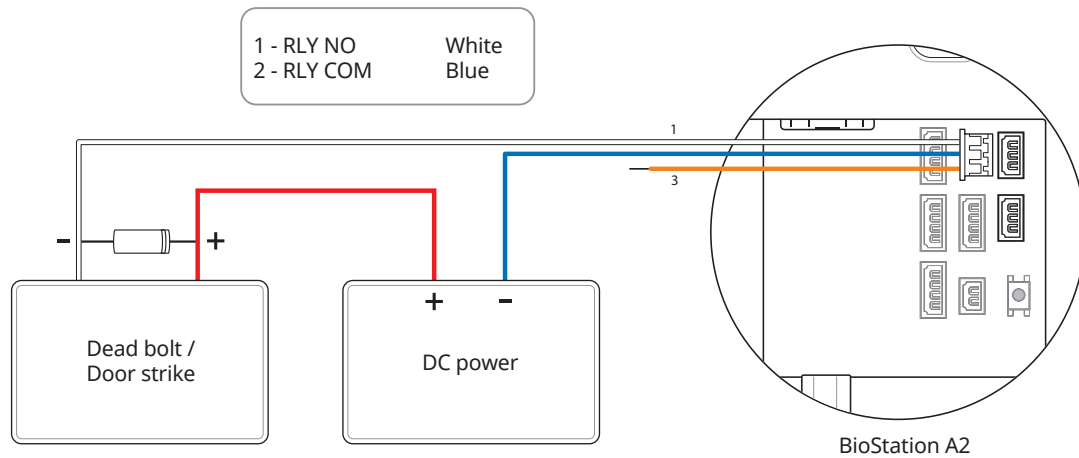 1 - RLY NO White
2 - RLY COM Blue
1
3
- +
+ -
Dead bolt /
Door strike
DC power
BioStation A2